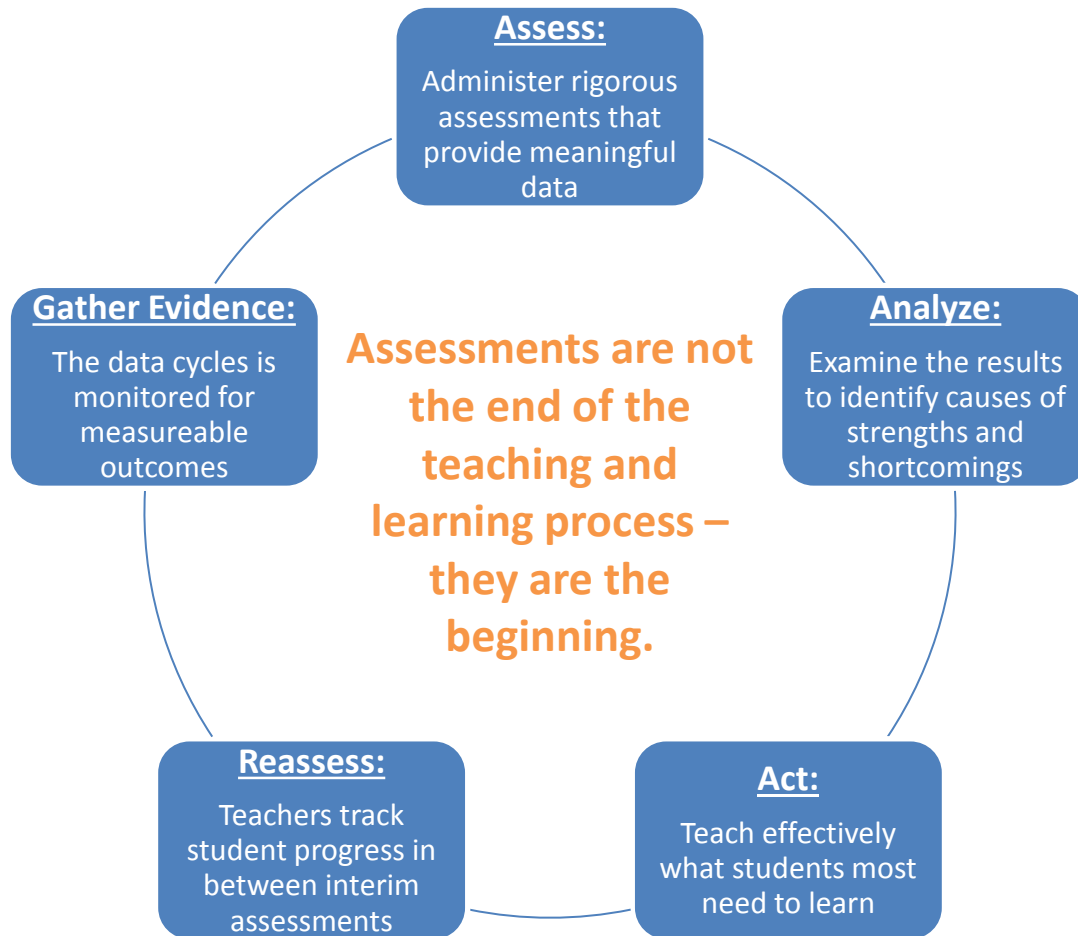 Assess:
Administer rigorous
assessments that
provide meaningful
data
Analyze:
Examine the results
to identify causes of
strengths and
shortcomings
Act:
Teach effectively
what students most
need to learn
Reassess:
Teachers track
student progress in
between interim
assessments
Gather Evidence:
The data cycles is
monitored for
measureable
outcomes
Assessments are not
the end of the
teaching and
learning process –
they are the
beginning.